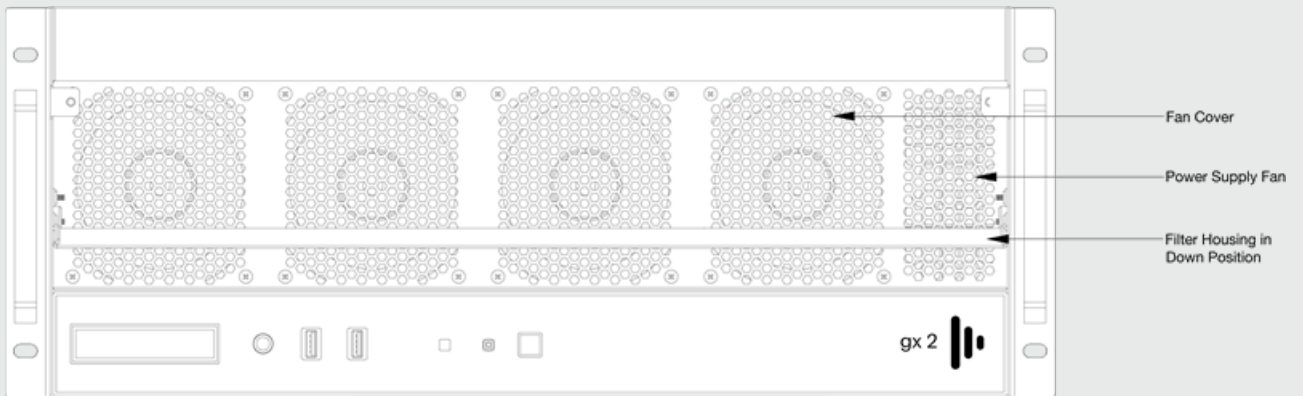 Fan Cover
Power Supply Fan
Filter Housing in
Down Position
gx 2